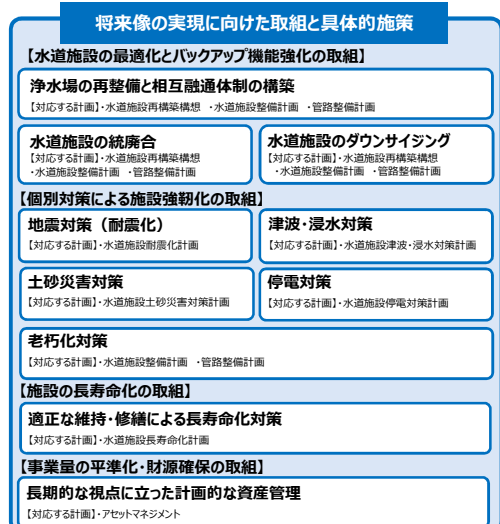 将来像の実現に向けた取組と具体的施策
【水道施設の最適化とバックアップ機能強化の取組】
浄水場の再整備と相互融通体制の構築
【対応する計画】・水道施設再構築構想 ・水道施設整備計画 ・管路整備計画
水道施設の統廃合
【対応する計画】・水道施設再構築構想
・水道施設整備計画 ・管路整備計画
水道施設のダウンサイジング
【対応する計画】・水道施設再構築構想
・水道施設整備計画 ・管路整備計画
【個別対策による施設強靭化の取組】
地震対策（耐震化）
【対応する計画】・水道施設耐震化計画
津波・浸水対策
【対応する計画】・水道施設津波・浸水対策計画
土砂災害対策
【対応する計画】・水道施設土砂災害対策計画
停電対策
【対応する計画】・水道施設停電対策計画
老朽化対策
【対応する計画】・水道施設整備計画 ・管路整備計画
【施設の長寿命化の取組】
適正な維持・修繕による長寿命化対策
【対応する計画】・水道施設長寿命化計画
【事業量の平準化・財源確保の取組】
長期的な視点に立った計画的な資産管理
【対応する計画】・アセットマネジメント